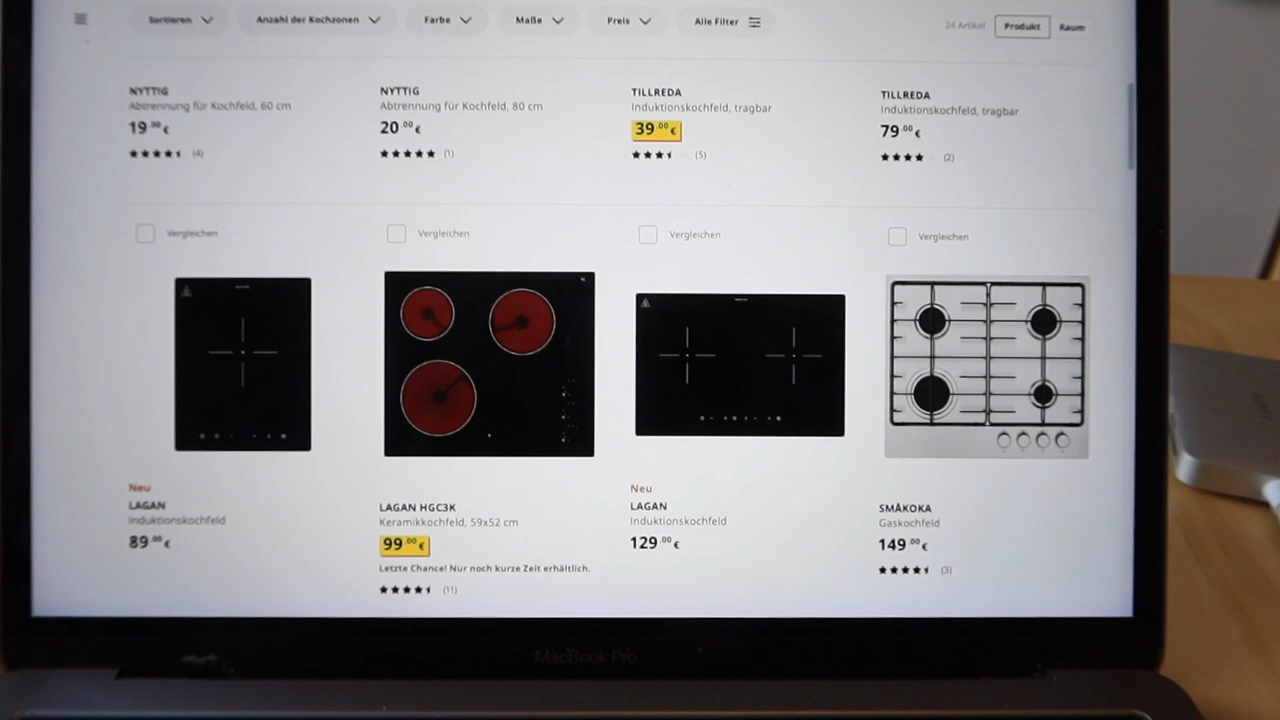 Sortieren
Anzahl der Kochzonen
Farbe
Maße
Preis
Alle Filter
24 Artikel
Produkt
Raum
NYTTIG
Abtrennung für Kochfeld, 60 cm
19.00€
(4)
NYTTIG
Abtrennung für Kochfeld, 80 cm
20.00€
(1)
TILLREDA
Induktionskochfeld, tragbar
39.00€
(5)
TILLREDA
Induktionskochfeld, tragbar
79.00€
(2)
Vergleichen
Vergleichen
Vergleichen
Vergleichen
Neu
LAGAN
Induktionskochfeld
89.00€
LAGAN HGC3K
Keramikkochfeld, 59x52 cm
99.00€
Letzte Chance! Nur noch kurze Zeit erhältlich.
(11)
Neu
LAGAN
Induktionskochfeld
129.00€
SMÅKOKA
Gaskochfeld
149.00€
(3)
MacBook Pro